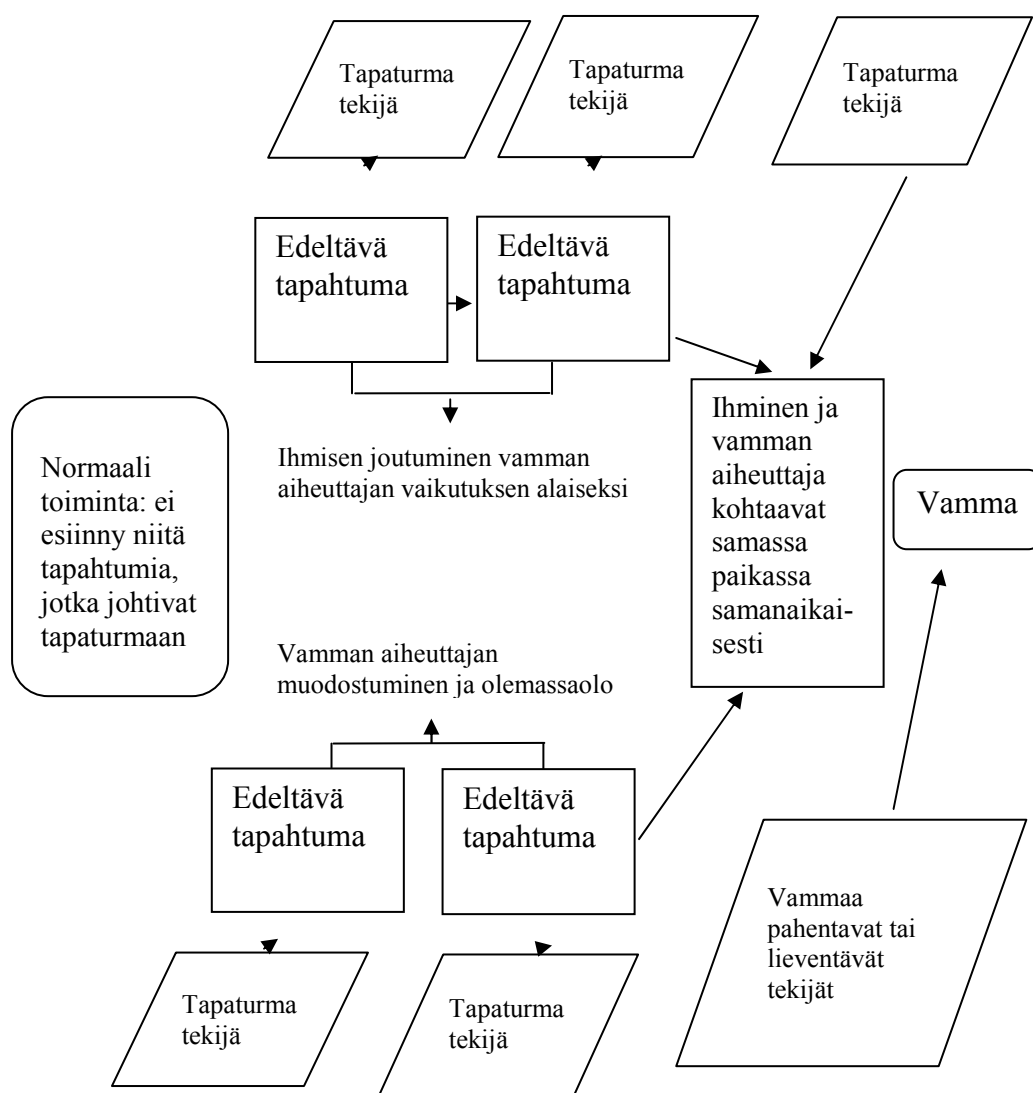 Tapaturma
tekijä
Tapaturma
tekijä
Tapaturma
tekijä
Edeltävä
tapahtuma
Edeltävä
tapahtuma
Normaali
toiminta: ei
esiinny niitä
tapahtumia,
jotka johtivat
tapaturmaan
Ihmisen joutuminen vamman
aiheuttajan vaikutuksen alaiseksi
Ihminen ja
vamman
aiheuttaja
kohtaavat
samassa
paikassa
samanaikai-
sesti
Vamma
Vamman aiheuttajan
muodostuminen ja olemassaolo
Edeltävä
tapahtuma
Edeltävä
tapahtuma
Vammaa
pahentavat tai
lieventävät
tekijät
Tapaturma
tekijä
Tapaturma
tekijä